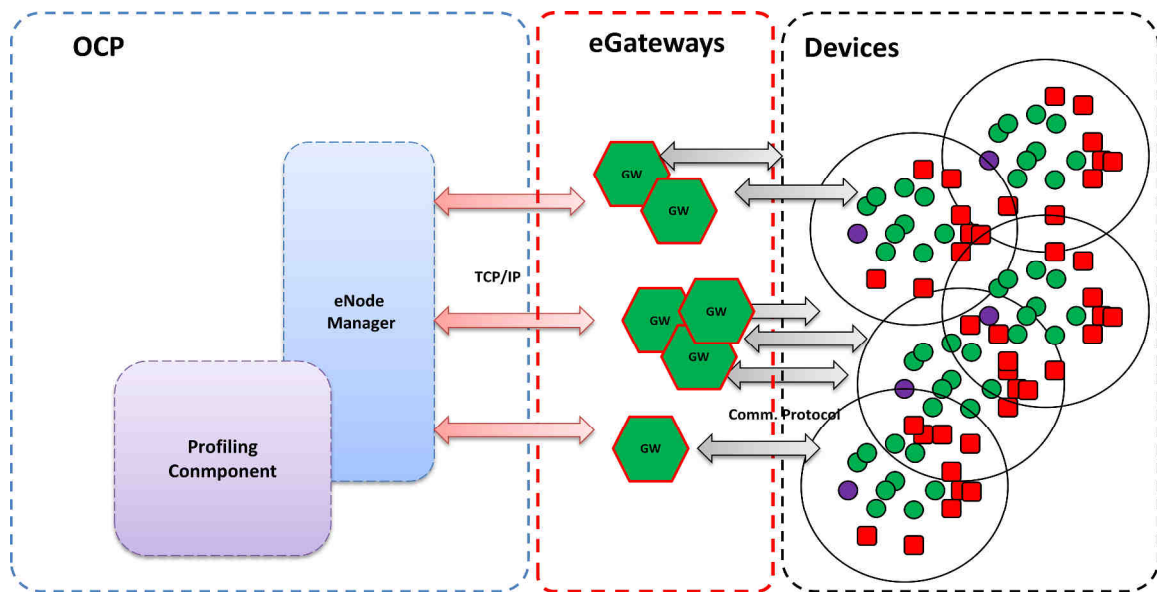 OCP
eGateways
Devices
GW
GW
TCP/IP
eNode
Manager
GW
GW
GW
Comm. Protocol
Profiling
Conmponent
GW